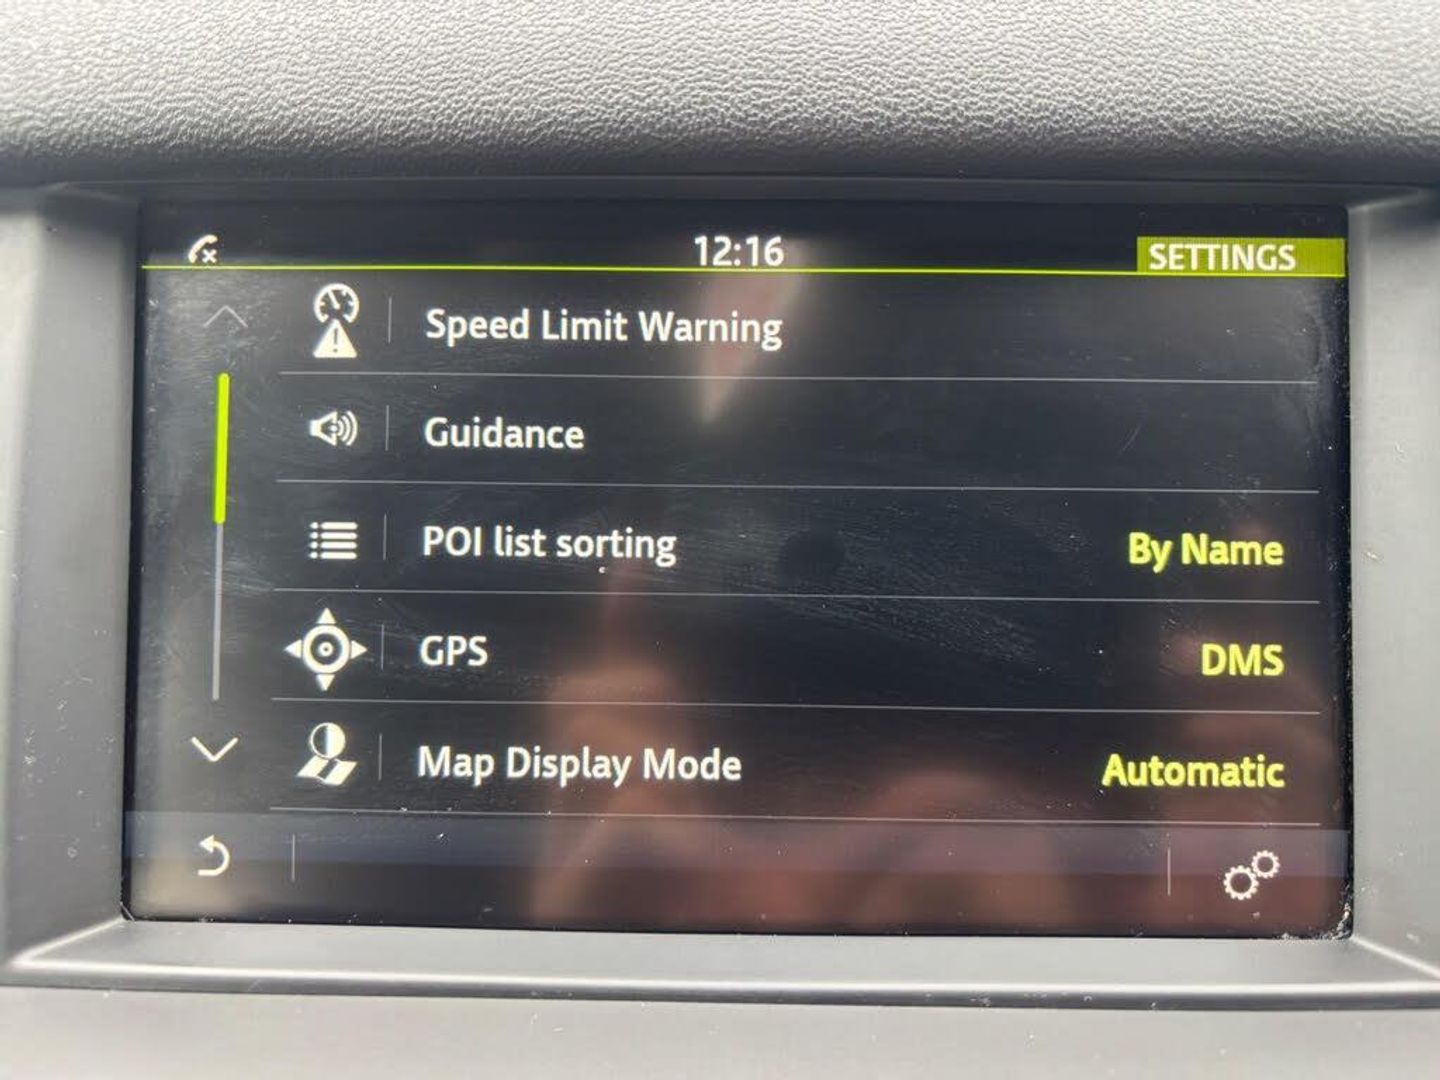 12:16
SETTINGS
Speed Limit Warning
Guidance
POI list sorting
By Name
GPS
DMS
Map Display Mode
Automatic